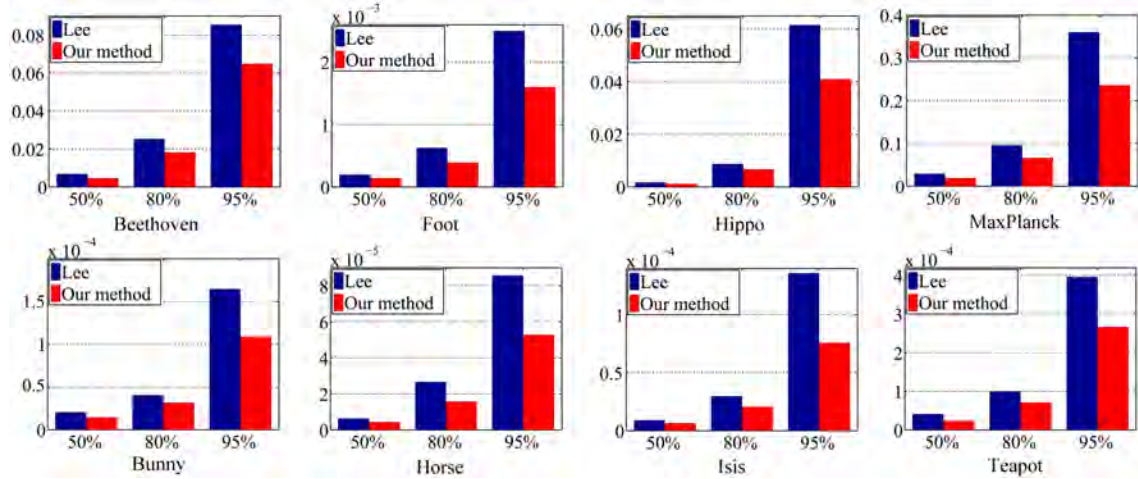 Lee
Our method
0.08
0.06
0.04
0.02
0
50% 80% 95%
Beethoven
x 10⁻³
Lee
Our method
2
1
0
50% 80% 95%
Foot
Lee
Our method
0.06
0.04
0.02
0
50% 80% 95%
Hippo
Lee
Our method
0.4
0.3
0.2
0.1
0
50% 80% 95%
MaxPlanck
x 10⁻⁴
Lee
Our method
1.5
1
0.5
0
50% 80% 95%
Bunny
x 10⁻⁵
Lee
Our method
8
6
4
2
0
50% 80% 95%
Horse
x 10⁻⁴
Lee
Our method
1
0.5
0
50% 80% 95%
Isis
x 10⁻⁴
Lee
Our method
4
3
2
1
0
50% 80% 95%
Teapot